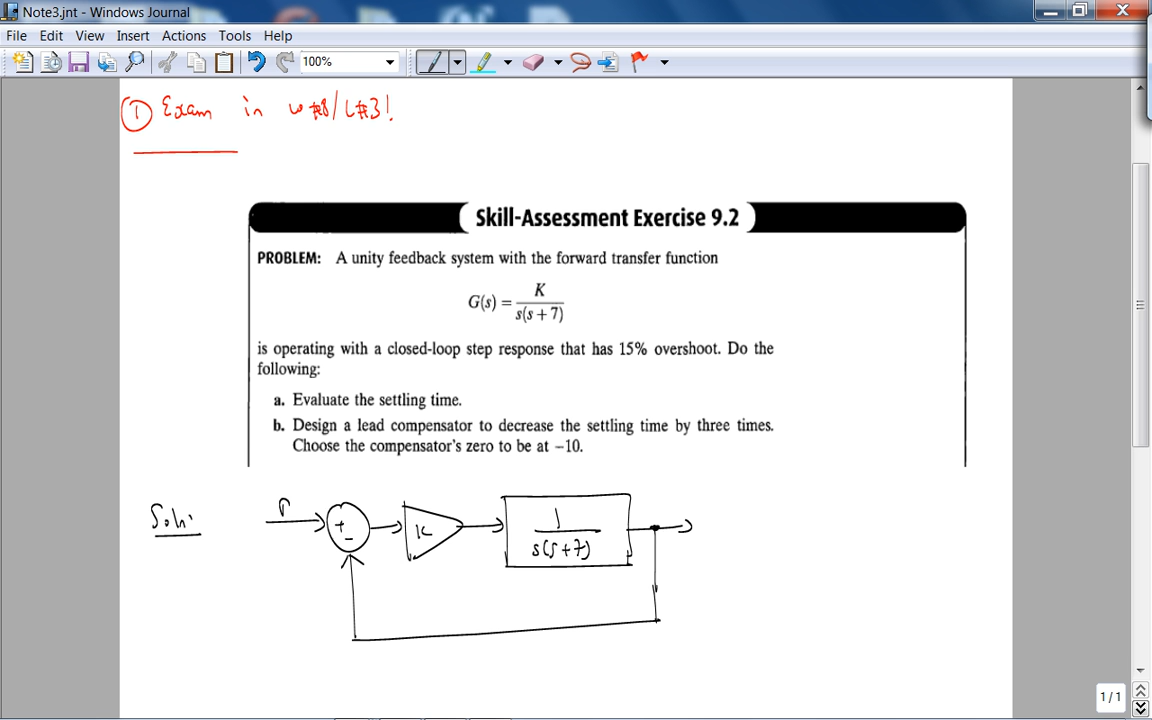 Note3.jnt - Windows Journal
File Edit View Insert Actions Tools Help
100%
① Exam in w#8/L#3!
Skill-Assessment Exercise 9.2
PROBLEM: A unity feedback system with the forward transfer function
G(s) = K / s(s + 7)
is operating with a closed-loop step response that has 15% overshoot. Do the
following:
a. Evaluate the settling time.
b. Design a lead compensator to decrease the settling time by three times.
Choose the compensator's zero to be at −10.
Soln:
r
+
-
K
1
s(s+7)
1 / 1